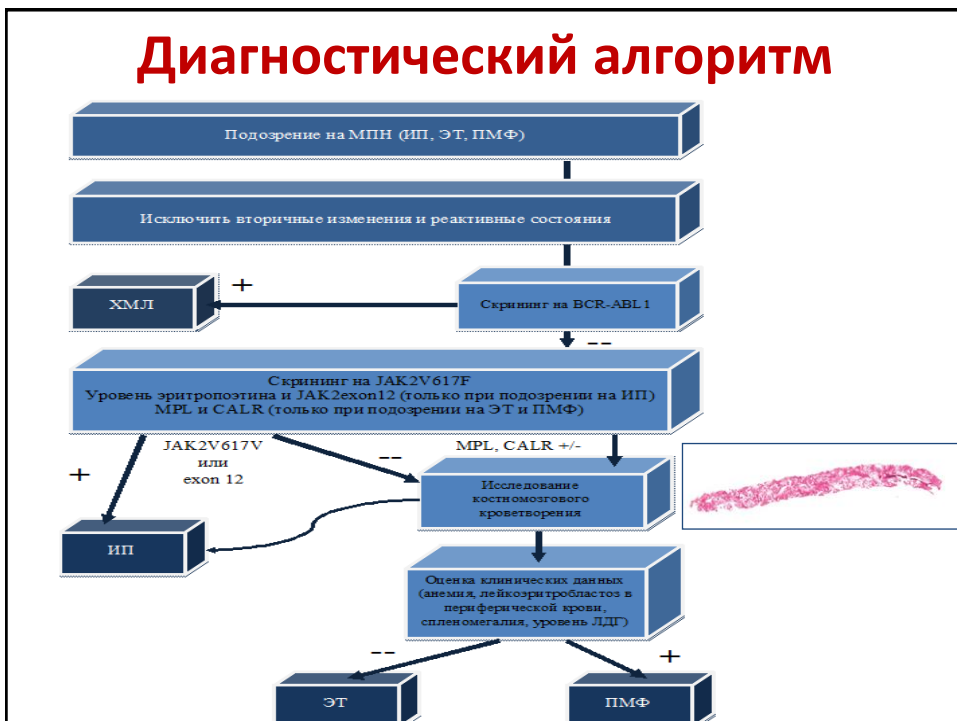 Диагностический алгоритм
Подозрение на МПН (ИП, ЭТ, ПМФ)
Исключить вторичные изменения и реактивные состояния
+
ХМЛ
Скрининг на BCR-ABL1
--
Скрининг на JAK2V617F
Уровень эритропоэтина и JAK2exon12 (только при подозрении на ИП)
MPL и CALR (только при подозрении на ЭТ и ПМФ)
JAK2V617V
или
exon 12
+
--
MPL, CALR +/-
Исследование
костномозгового
кроветворения
ИП
Оценка клинических данных
(анемия, лейкоэритробластоз в
периферической крови,
спленомегалия, уровень ЛДГ)
--
+
ЭТ
ПМФ